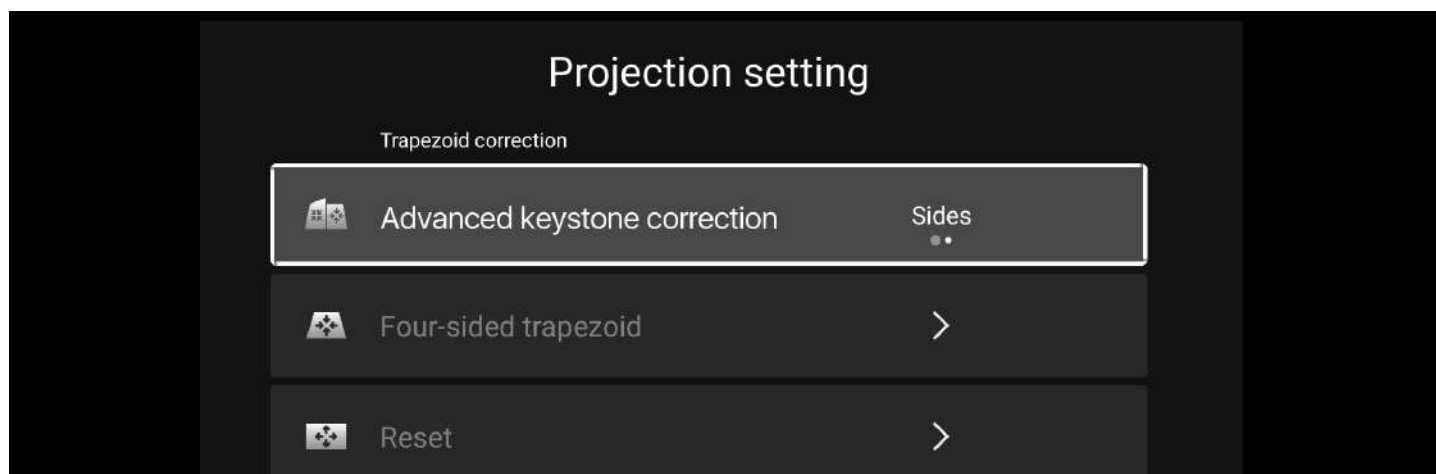 Projection setting
Trapezoid correction
Advanced keystone correction Sides
Four-sided trapezoid
Reset